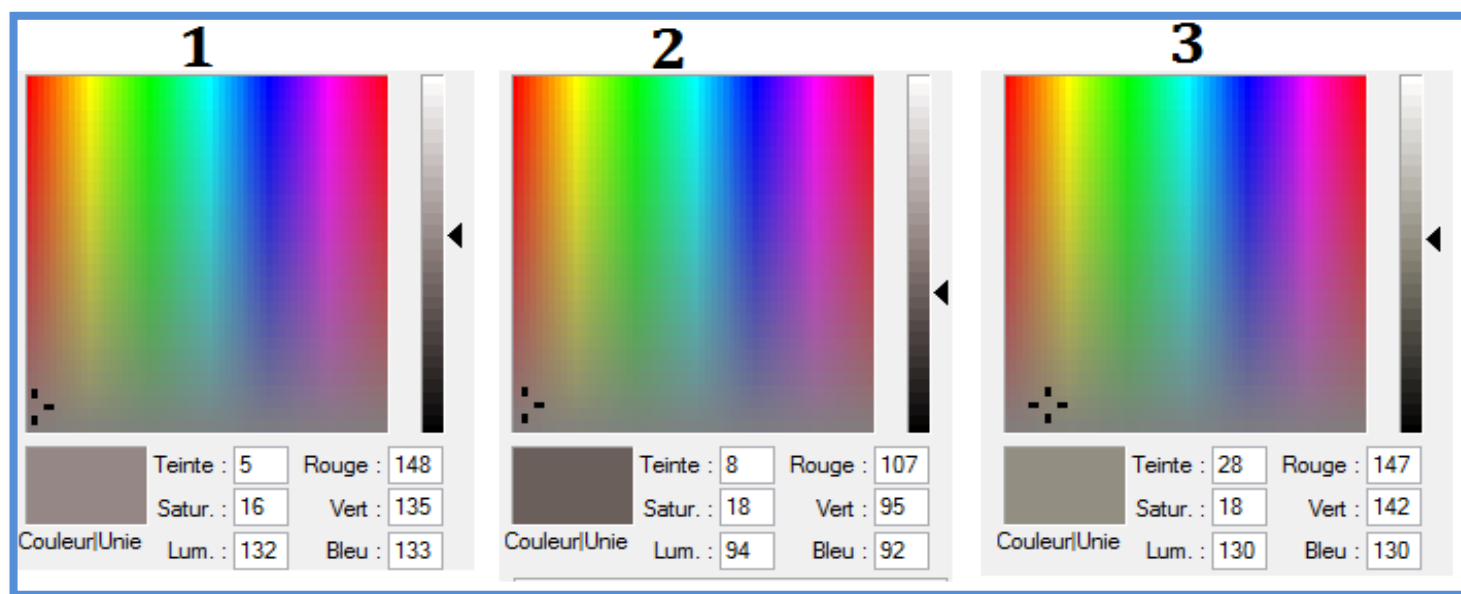 1
2
3
Teinte : 5 Rouge : 148
Satur. : 16 Vert : 135
Couleur|Unie Lum. : 132 Bleu : 133
Teinte : 8 Rouge : 107
Satur. : 18 Vert : 95
Couleur|Unie Lum. : 94 Bleu : 92
Teinte : 28 Rouge : 147
Satur. : 18 Vert : 142
Couleur|Unie Lum. : 130 Bleu : 130